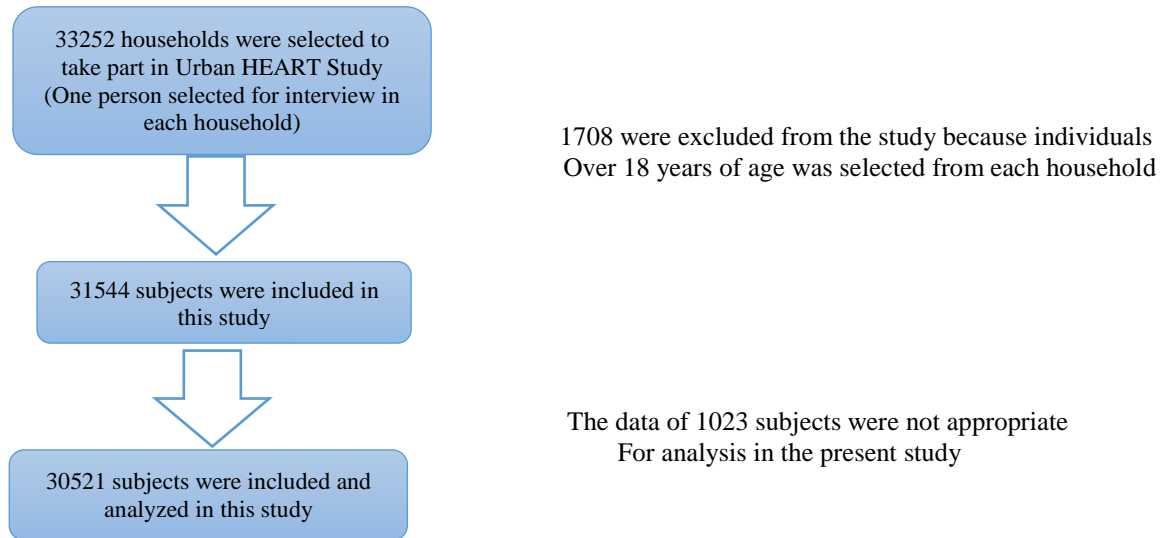 33252 households were selected to
take part in Urban HEART Study
(One person selected for interview in
each household)
1708 were excluded from the study because individuals
Over 18 years of age was selected from each household
31544 subjects were included in
this study
The data of 1023 subjects were not appropriate
For analysis in the present study
30521 subjects were included and
analyzed in this study